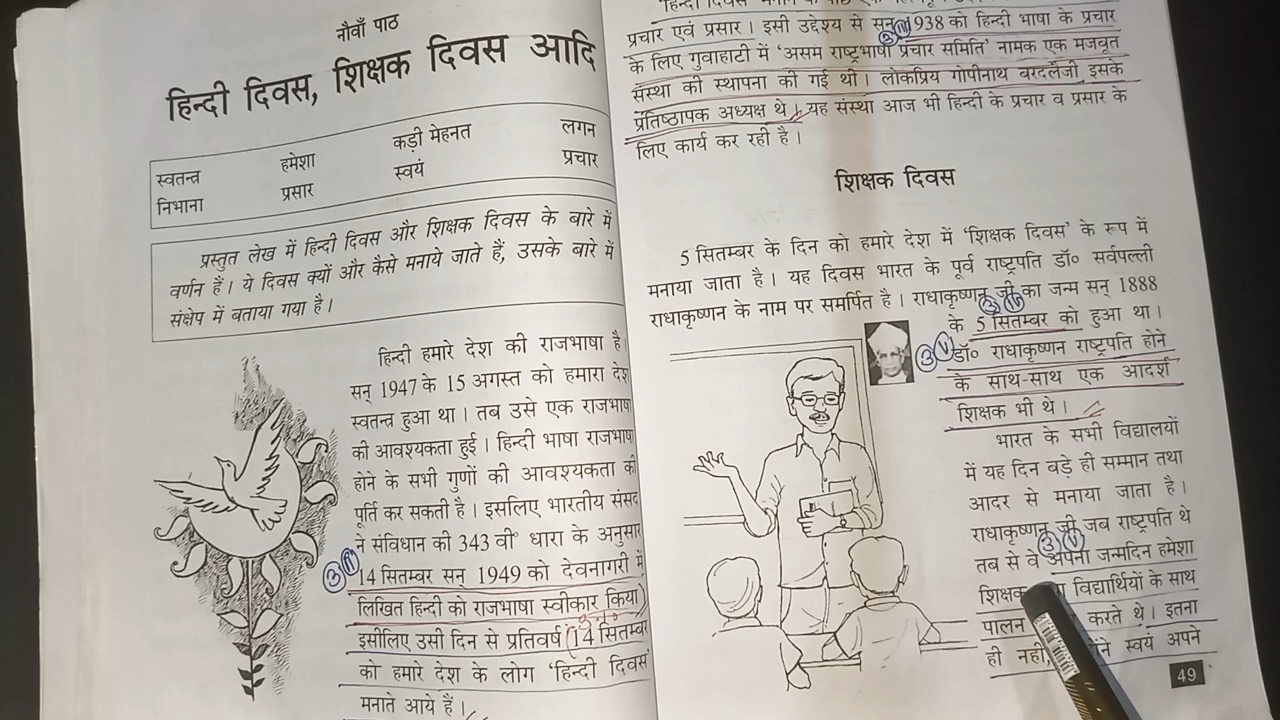 नौवाँ पाठ
हिन्दी दिवस, शिक्षक दिवस आदि
स्वतन्त्र हमेशा कड़ी मेहनत लगन
निभाना प्रसार स्वयं प्रचार
प्रस्तुत लेख में हिन्दी दिवस और शिक्षक दिवस के बारे में
वर्णन हैं। ये दिवस क्यों और कैसे मनाये जाते हैं, उसके बारे में
संक्षेप में बताया गया है।
हिन्दी हमारे देश की राजभाषा है
सन् 1947 के 15 अगस्त को हमारा देश
स्वतन्त्र हुआ था। तब उसे एक राजभाषा
की आवश्यकता हुई। हिन्दी भाषा राजभाषा
होने के सभी गुणों की आवश्यकता की
पूर्ति कर सकती है। इसलिए भारतीय संसद
ने संविधान की 343 वीं धारा के अनुसार
14 सितम्बर सन् 1949 को देवनागरी में
लिखित हिन्दी को राजभाषा स्वीकार किया
इसीलिए उसी दिन से प्रतिवर्ष (14 सितम्बर
को हमारे देश के लोग 'हिन्दी दिवस'
मनाते आये हैं।
प्रचार एवं प्रसार। इसी उद्देश्य से सन् 1938 को हिन्दी भाषा के प्रचार
के लिए गुवाहाटी में 'असम राष्ट्रभाषा प्रचार समिति' नामक एक मजबूत
संस्था की स्थापना की गई थी। लोकप्रिय गोपीनाथ बरदलैजी इसके
प्रतिष्ठापक अध्यक्ष थे। यह संस्था आज भी हिन्दी के प्रचार व प्रसार के
लिए कार्य कर रही है।
शिक्षक दिवस
5 सितम्बर के दिन को हमारे देश में 'शिक्षक दिवस' के रूप में
मनाया जाता है। यह दिवस भारत के पूर्व राष्ट्रपति डॉ० सर्वपल्ली
राधाकृष्णन के नाम पर समर्पित है। राधाकृष्णन जी का जन्म सन् 1888
के 5 सितम्बर को हुआ था।
डॉ० राधाकृष्णन राष्ट्रपति होने
के साथ-साथ एक आदर्श
शिक्षक भी थे।
भारत के सभी विद्यालयों
में यह दिन बड़े ही सम्मान तथा
आदर से मनाया जाता है।
राधाकृष्णन जी जब राष्ट्रपति थे
तब से वे अपना जन्मदिन हमेशा
विद्यार्थियों के साथ
पालन करते थे। इतना
ही नहीं, स्वयं अपने
49